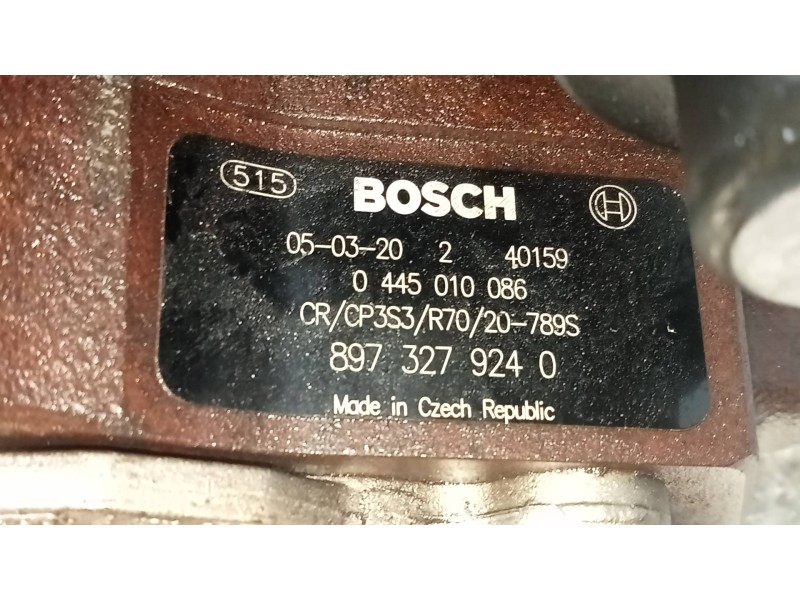 515 BOSCH
05-03-20 2 40159
0 445 010 086
CR/CP3S3/R70/20-789S
897 327 924 0
Made in Czech Republic